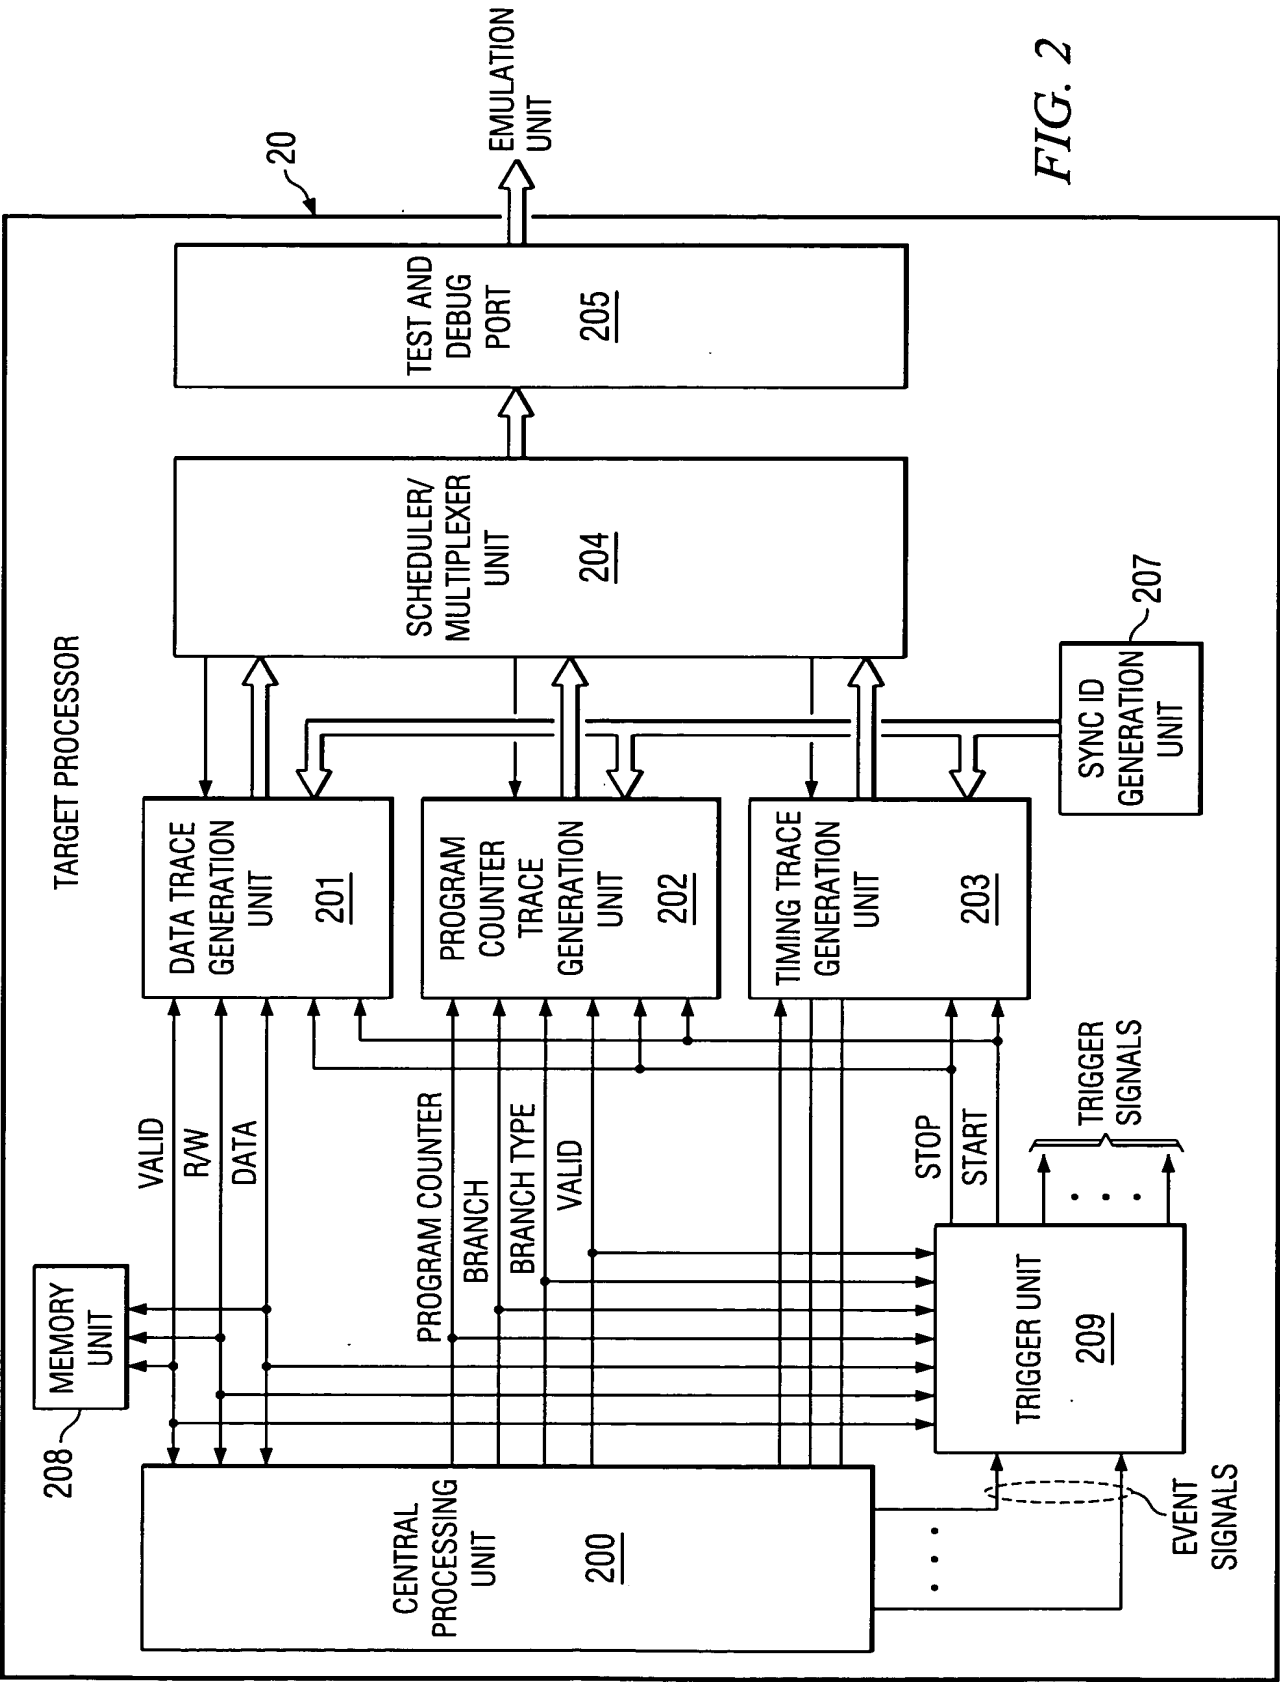 TARGET PROCESSOR
20
208
MEMORY
UNIT
CENTRAL
PROCESSING
UNIT
200
VALID
R/W
DATA
PROGRAM COUNTER
BRANCH
BRANCH TYPE
VALID
DATA TRACE
GENERATION
UNIT
201
PROGRAM
COUNTER
TRACE
GENERATION
UNIT
202
TIMING TRACE
GENERATION
UNIT
203
SCHEDULER/
MULTIPLEXER
UNIT
204
TEST AND
DEBUG
PORT
205
EMULATION
UNIT
STOP
START
TRIGGER UNIT
209
TRIGGER
SIGNALS
EVENT
SIGNALS
SYNC ID
GENERATION
UNIT
207
FIG. 2